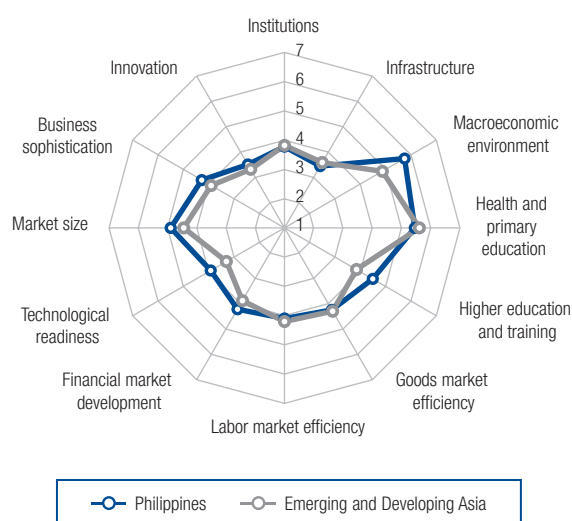 Institutions
7
6
5
4
3
2
1
Infrastructure
Macroeconomic
environment
Health and
primary
education
Higher education
and training
Goods market
efficiency
Labor market efficiency
Financial market
development
Technological
readiness
Market size
Business
sophistication
Innovation
Philippines
Emerging and Developing Asia